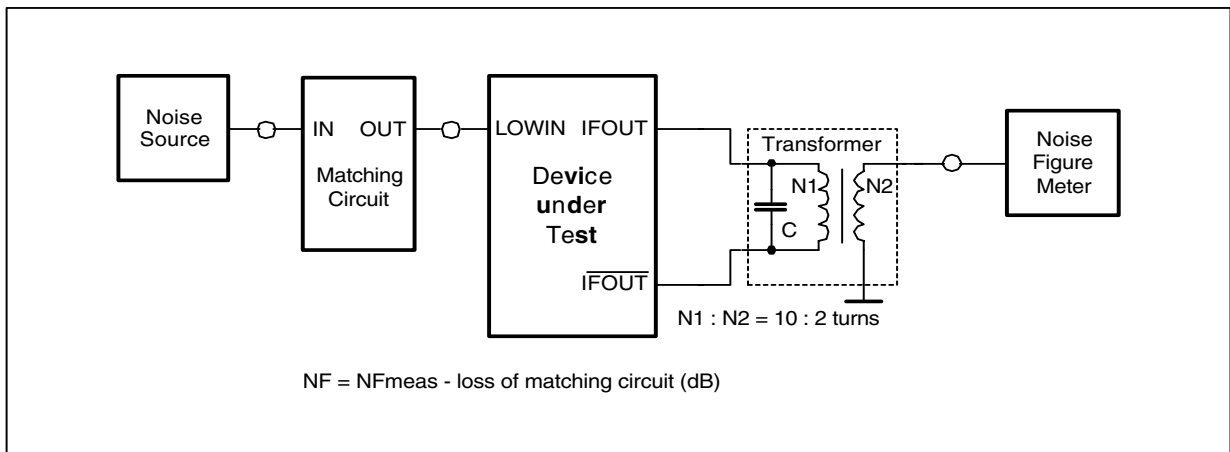 Noise
Source
IN OUT
Matching
Circuit
LOWIN IFOUT
Device
under
Test
IFOUT
Transformer
N1 N2
C
N1 : N2 = 10 : 2 turns
Noise
Figure
Meter
NF = NFmeas - loss of matching circuit (dB)